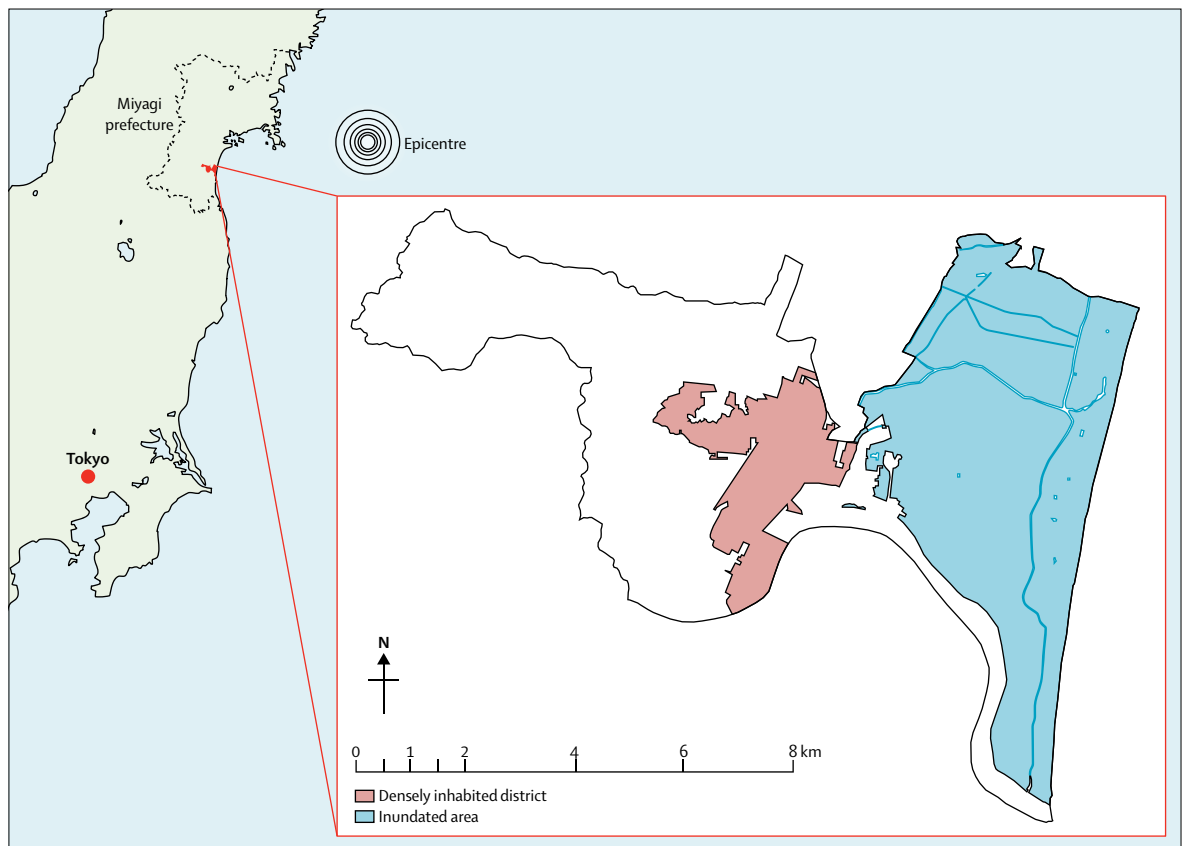 Miyagi
prefecture
Epicentre
Tokyo
N
0 1 2 4 6 8 km
Densely inhabited district
Inundated area